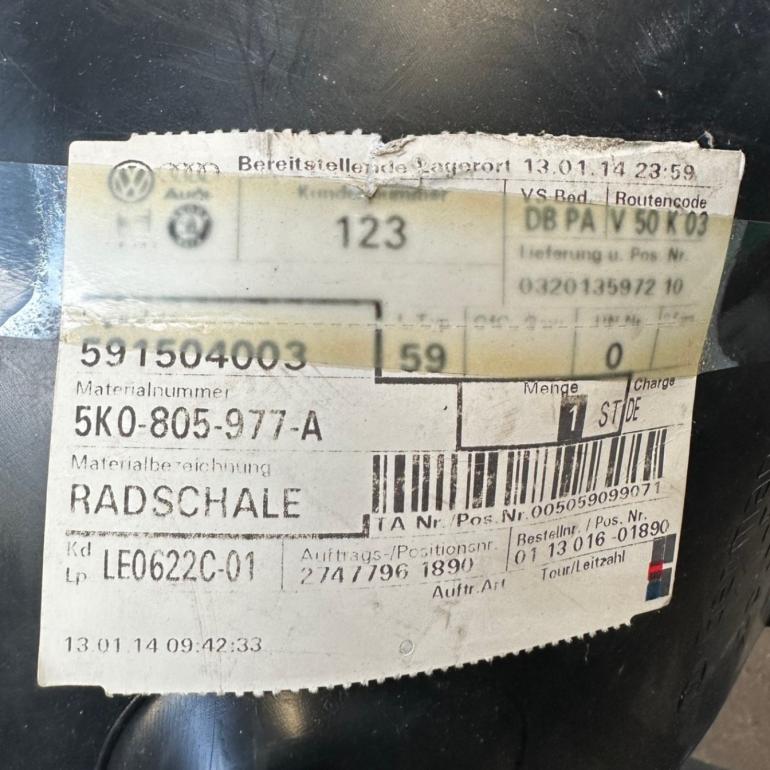 Bereitstellende Lagerort 13.01.14 23:59
Audi
Kundennummer
VS Bed. Routencode
123
DB PA V 50 K 03
Lieferung u. Pos. Nr.
0320135972 10
591504003
59
0
Materialnummer
Menge
Charge
5K0-805-977-A
1 ST DE
Materialbezeichnung
RADSCHALE
TA Nr./Pos.Nr.005059099071
Kd
Lp LE0622C-01
Auftrags-/Positionsnr.
2747796 1890
Bestellnr. / Pos. Nr.
01 13 016 -01890
Auftr.Art
Tour/Leitzahl
13.01.14 09:42:33